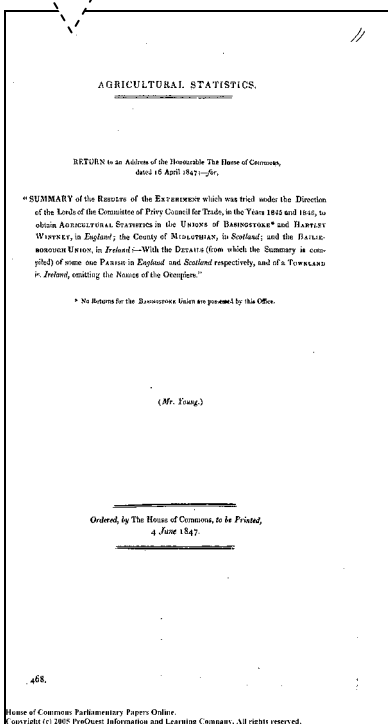 11
AGRICULTURAL STATISTICS.
RETURN to an Address of the Honourable The House of Commons,
dated 16 April 1847;—for,
"SUMMARY of the RESULTS of the EXPERIMENT which was tried under the Direction
of the Lords of the Committee of Privy Council for Trade, in the Years 1845 and 1846, to
obtain AGRICULTURAL STATISTICS in the UNIONS of BASINGSTOKE* and HARTLEY
WINTNEY, in England; the County of MIDLOTHIAN, in Scotland; and the BAILIE-
BOROUGH UNION, in Ireland:—With the DETAILS (from which the Summary is com-
piled) of some one PARISH in England and Scotland respectively, and of a TOWNLAND
in Ireland, omitting the Names of the Occupiers."
* No Returns for the BASINGSTOKE Union are possessed by this Office.
(Mr. Young.)
Ordered, by The House of Commons, to be Printed,
4 June 1847.
468.
House of Commons Parliamentary Papers Online.
Copyright (c) 2005 ProQuest Information and Learning Company. All rights reserved.